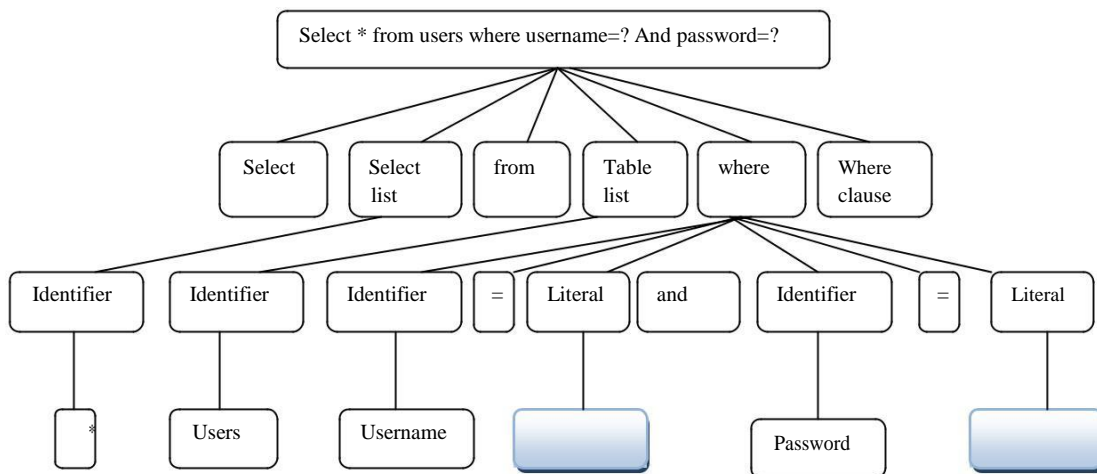 Select * from users where username=? And password=?
Select
Select
list
from
Table
list
where
Where
clause
Identifier
Identifier
Identifier
=
Literal
and
Identifier
=
Literal
*
Users
Username
Password